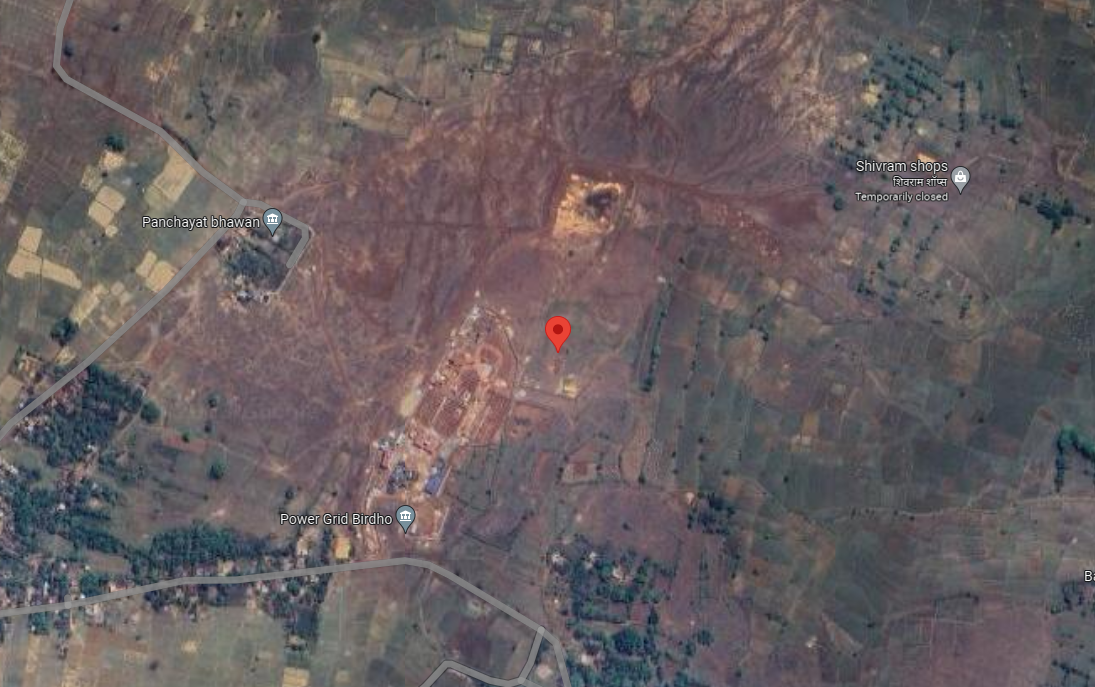 Shivram shops
शिवराम शॉप्स
Temporarily closed
Panchayat bhawan
Power Grid Birdho